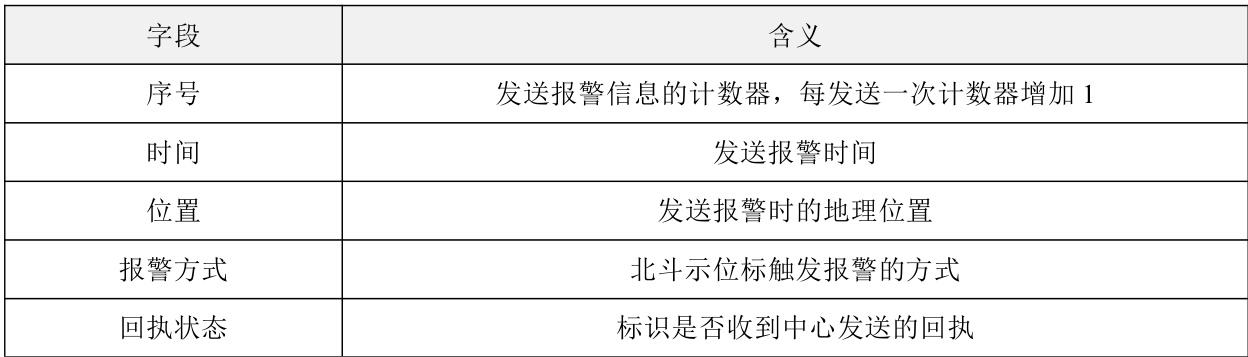 字段 含义
序号 发送报警信息的计数器，每发送一次计数器增加 1
时间 发送报警时间
位置 发送报警时的地理位置
报警方式 北斗示位标触发报警的方式
回执状态 标识是否收到中心发送的回执